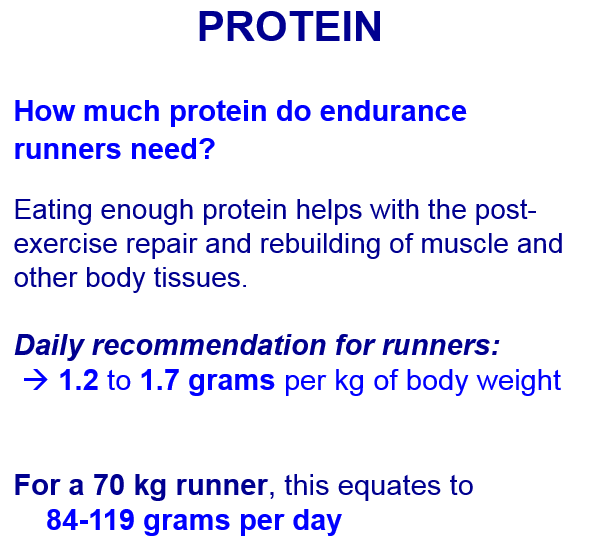 PROTEIN
How much protein do endurance
runners need?
Eating enough protein helps with the post-
exercise repair and rebuilding of muscle and
other body tissues.
Daily recommendation for runners:
→ 1.2 to 1.7 grams per kg of body weight
For a 70 kg runner, this equates to
84-119 grams per day